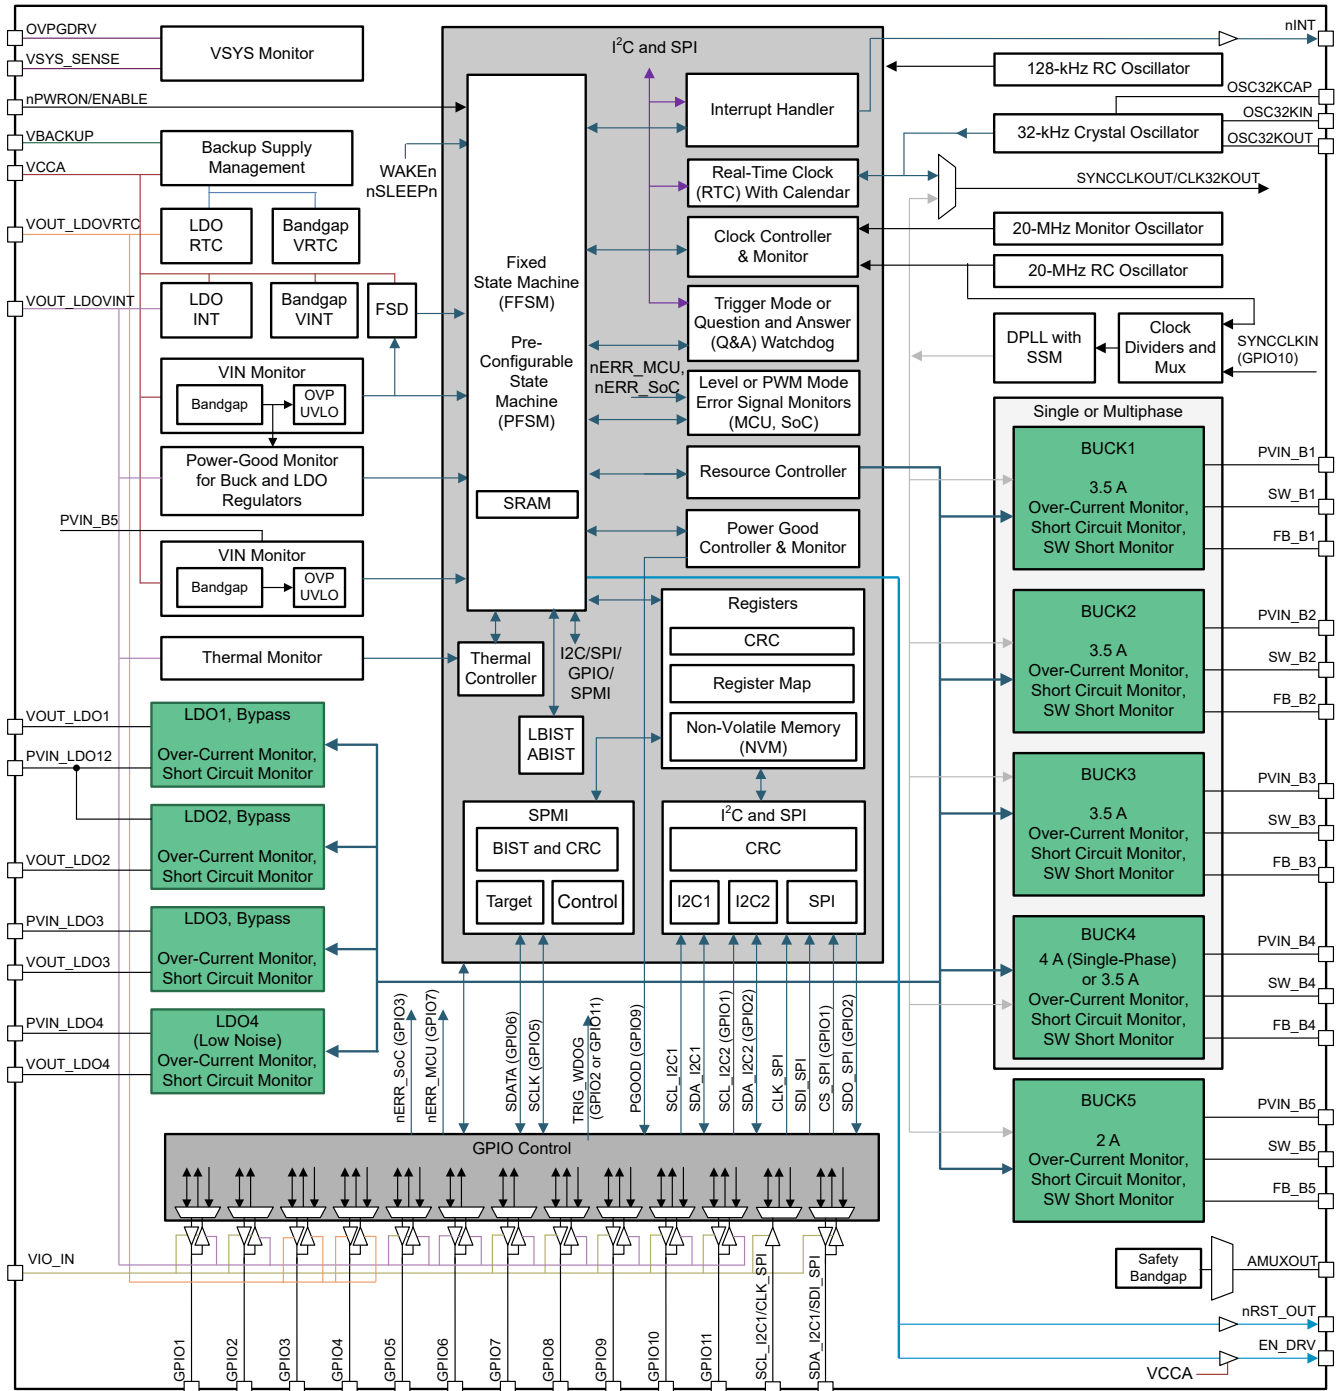 OVPGDRV
VSYS_SENSE
VSYS Monitor
nPWRON/ENABLE
VBACKUP
VCCA
Backup Supply
Management
WAKEn
nSLEEPn
VOUT_LDOVRTC
LDO
RTC
Bandgap
VRTC
VOUT_LDOVINT
LDO
INT
Bandgap
VINT
FSD
VIN Monitor
Bandgap
OVP
UVLO
Power-Good Monitor
for Buck and LDO
Regulators
PVIN_B5
VIN Monitor
Bandgap
OVP
UVLO
Thermal Monitor
VOUT_LDO1
PVIN_LDO12
VOUT_LDO2
PVIN_LDO3
VOUT_LDO3
PVIN_LDO4
VOUT_LDO4
LDO1, Bypass
Over-Current Monitor,
Short Circuit Monitor
LDO2, Bypass
Over-Current Monitor,
Short Circuit Monitor
LDO3, Bypass
Over-Current Monitor,
Short Circuit Monitor
LDO4
(Low Noise)
Over-Current Monitor,
Short Circuit Monitor
I2C and SPI
Fixed
State Machine
(FFSM)
Pre-
Configurable
State
Machine
(PFSM)
SRAM
Interrupt Handler
Real-Time Clock
(RTC) With Calendar
Clock Controller
& Monitor
Trigger Mode or
Question and Answer
(Q&A) Watchdog
nERR_MCU,
nERR_SoC
Level or PWM Mode
Error Signal Monitors
(MCU, SoC)
Resource Controller
Power Good
Controller & Monitor
Registers
CRC
Register Map
Non-Volatile Memory
(NVM)
Thermal
Controller
I2C/SPI/
GPIO/
SPMI
LBIST
ABIST
SPMI
BIST and CRC
Target
Control
I2C and SPI
CRC
I2C1
I2C2
SPI
nINT
128-kHz RC Oscillator
OSC32KCAP
OSC32KIN
32-kHz Crystal Oscillator
OSC32KOUT
SYNCCLKOUT/CLK32KOUT
20-MHz Monitor Oscillator
20-MHz RC Oscillator
DPLL with
SSM
Clock
Dividers and
Mux
SYNCCLKIN
(GPIO10)
Single or Multiphase
BUCK1
3.5 A
Over-Current Monitor,
Short Circuit Monitor,
SW Short Monitor
PVIN_B1
SW_B1
FB_B1
BUCK2
3.5 A
Over-Current Monitor,
Short Circuit Monitor,
SW Short Monitor
PVIN_B2
SW_B2
FB_B2
BUCK3
3.5 A
Over-Current Monitor,
Short Circuit Monitor,
SW Short Monitor
PVIN_B3
SW_B3
FB_B3
BUCK4
4 A (Single-Phase)
or 3.5 A
Over-Current Monitor,
Short Circuit Monitor,
SW Short Monitor
PVIN_B4
SW_B4
FB_B4
BUCK5
2 A
Over-Current Monitor,
Short Circuit Monitor,
SW Short Monitor
PVIN_B5
SW_B5
FB_B5
nERR_SoC (GPIO3)
nERR_MCU (GPIO7)
SDATA (GPIO6)
SCLK (GPIO5)
TRIG_WDOG
(GPIO2 or GPIO11)
PGOOD (GPIO9)
SCL_I2C1
SDA_I2C1
SCL_I2C2 (GPIO1)
SDA_I2C2 (GPIO2)
CLK_SPI
SDI_SPI
CS_SPI (GPIO1)
SDO_SPI (GPIO2)
GPIO Control
VIO_IN
GPIO1
GPIO2
GPIO3
GPIO4
GPIO5
GPIO6
GPIO7
GPIO8
GPIO9
GPIO10
GPIO11
SCL_I2C1/CLK_SPI
SDA_I2C1/SDI_SPI
Safety
Bandgap
AMUXOUT
nRST_OUT
EN_DRV
VCCA